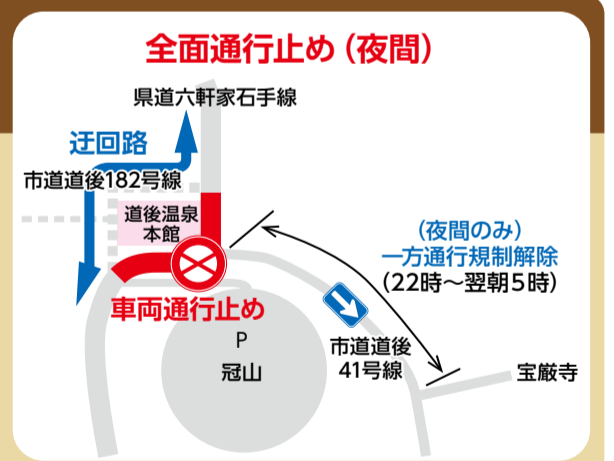 全面通行止め（夜間）
県道六軒家石手線
迂回路
市道道後182号線
道後温泉
本館
（夜間のみ）
一方通行規制解除
（22時～翌朝5時）
車両通行止め
P
冠山
市道道後
41号線
宝厳寺